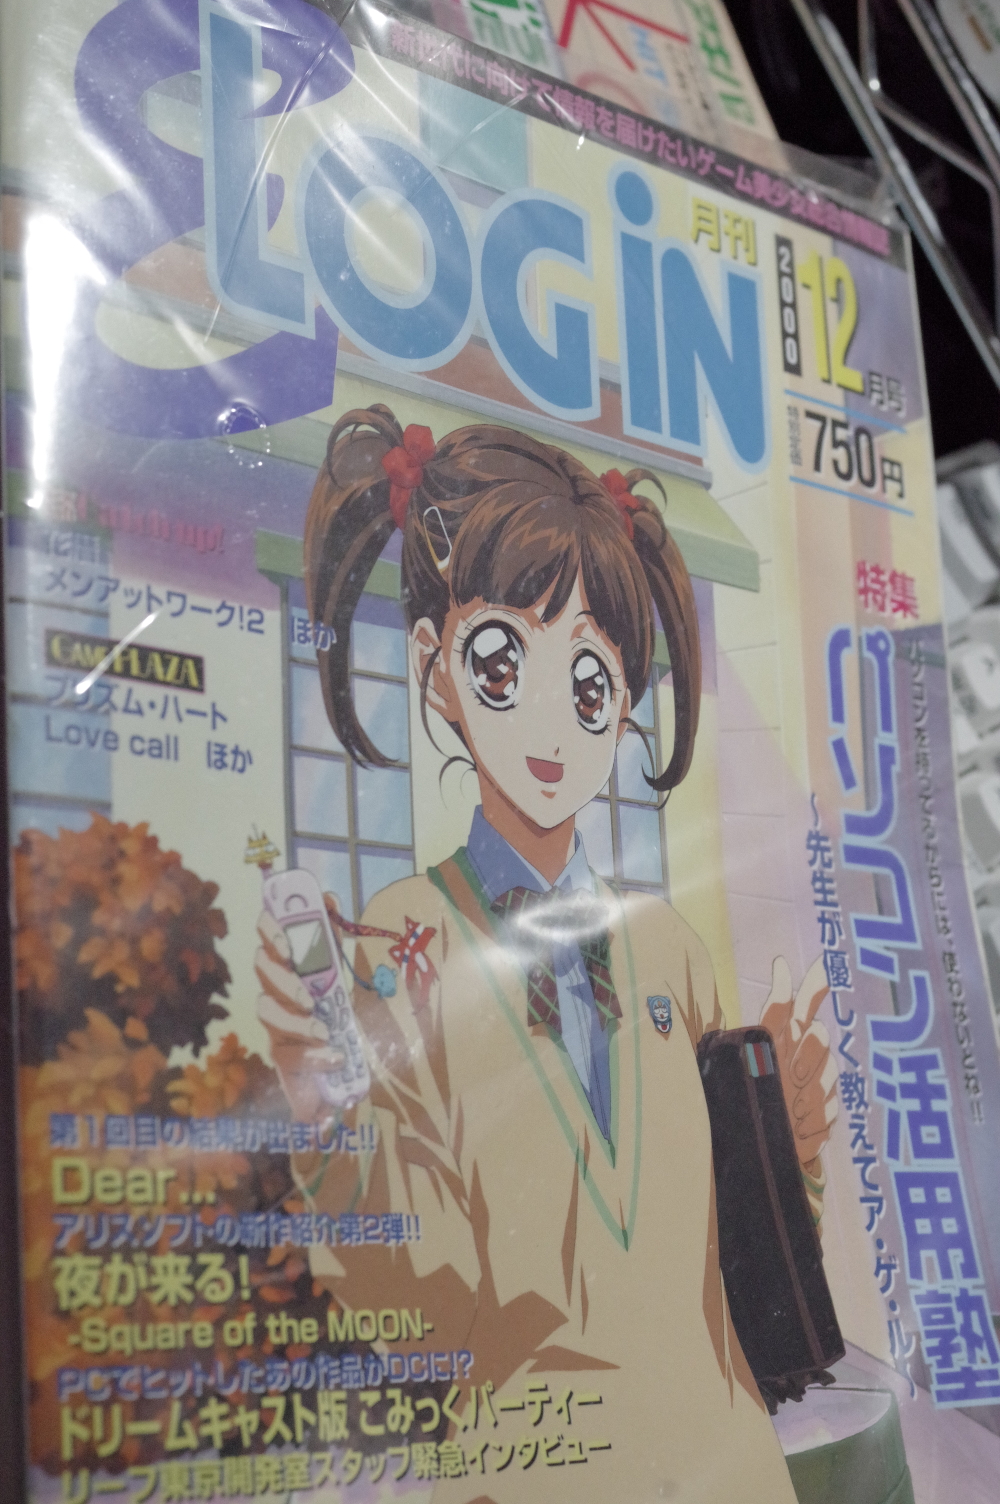 新世代に向けて情報を届けたいゲーム美少女総合情報誌
E LOGiN
月刊
2000
12月号
特別定価
750円
Catch up!
メンアットワーク!2 ほか
GAME PLAZA
プリズム・ハート
Love call ほか
特集
パソコンを持ってるからには、使わないとね!!
パソコン活用塾
〜先生が優しく教えてア・ゲ・ル〜
第1回目の結果が出ました!!
Dear...
アリスソフトの新作紹介第2弾!!
夜が来る!
-Square of the MOON-
PCでヒットしたあの作品がDCに!?
ドリームキャスト版 こみっくパーティー
リーフ東京開発室スタッフ緊急インタビュー